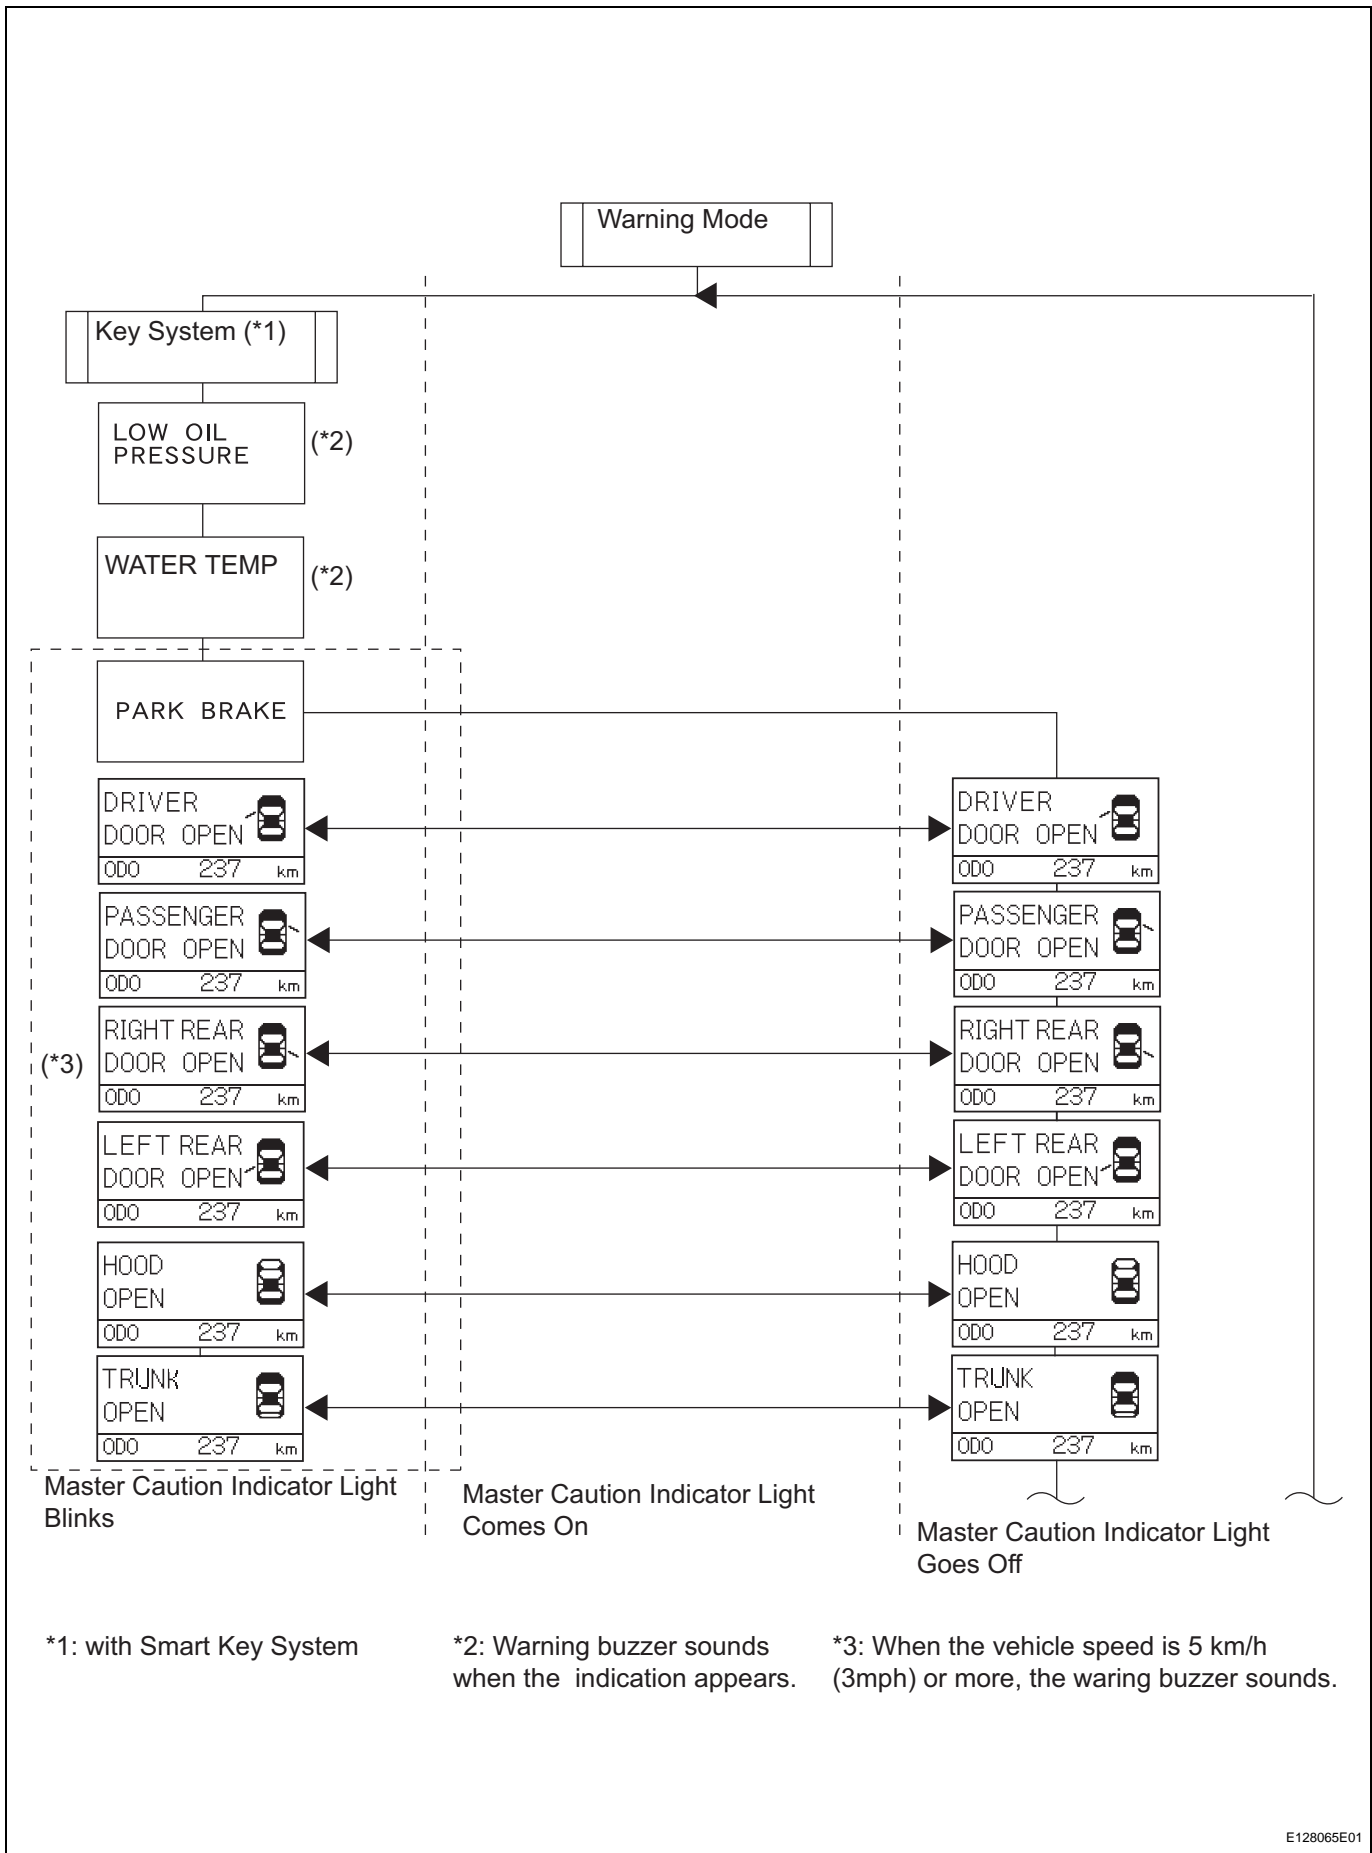 Warning Mode
Key System (*1)
LOW OIL
PRESSURE
(*2)
WATER TEMP
(*2)
PARK BRAKE
DRIVER
DOOR OPEN
ODO 237 km
DRIVER
DOOR OPEN
ODO 237 km
PASSENGER
DOOR OPEN
ODO 237 km
PASSENGER
DOOR OPEN
ODO 237 km
(*3)
RIGHT REAR
DOOR OPEN
ODO 237 km
RIGHT REAR
DOOR OPEN
ODO 237 km
LEFT REAR
DOOR OPEN
ODO 237 km
LEFT REAR
DOOR OPEN
ODO 237 km
HOOD
OPEN
ODO 237 km
HOOD
OPEN
ODO 237 km
TRUNK
OPEN
ODO 237 km
TRUNK
OPEN
ODO 237 km
Master Caution Indicator Light
Blinks
Master Caution Indicator Light
Comes On
Master Caution Indicator Light
Goes Off
*1: with Smart Key System
*2: Warning buzzer sounds
when the indication appears.
*3: When the vehicle speed is 5 km/h
(3mph) or more, the waring buzzer sounds.
E128065E01